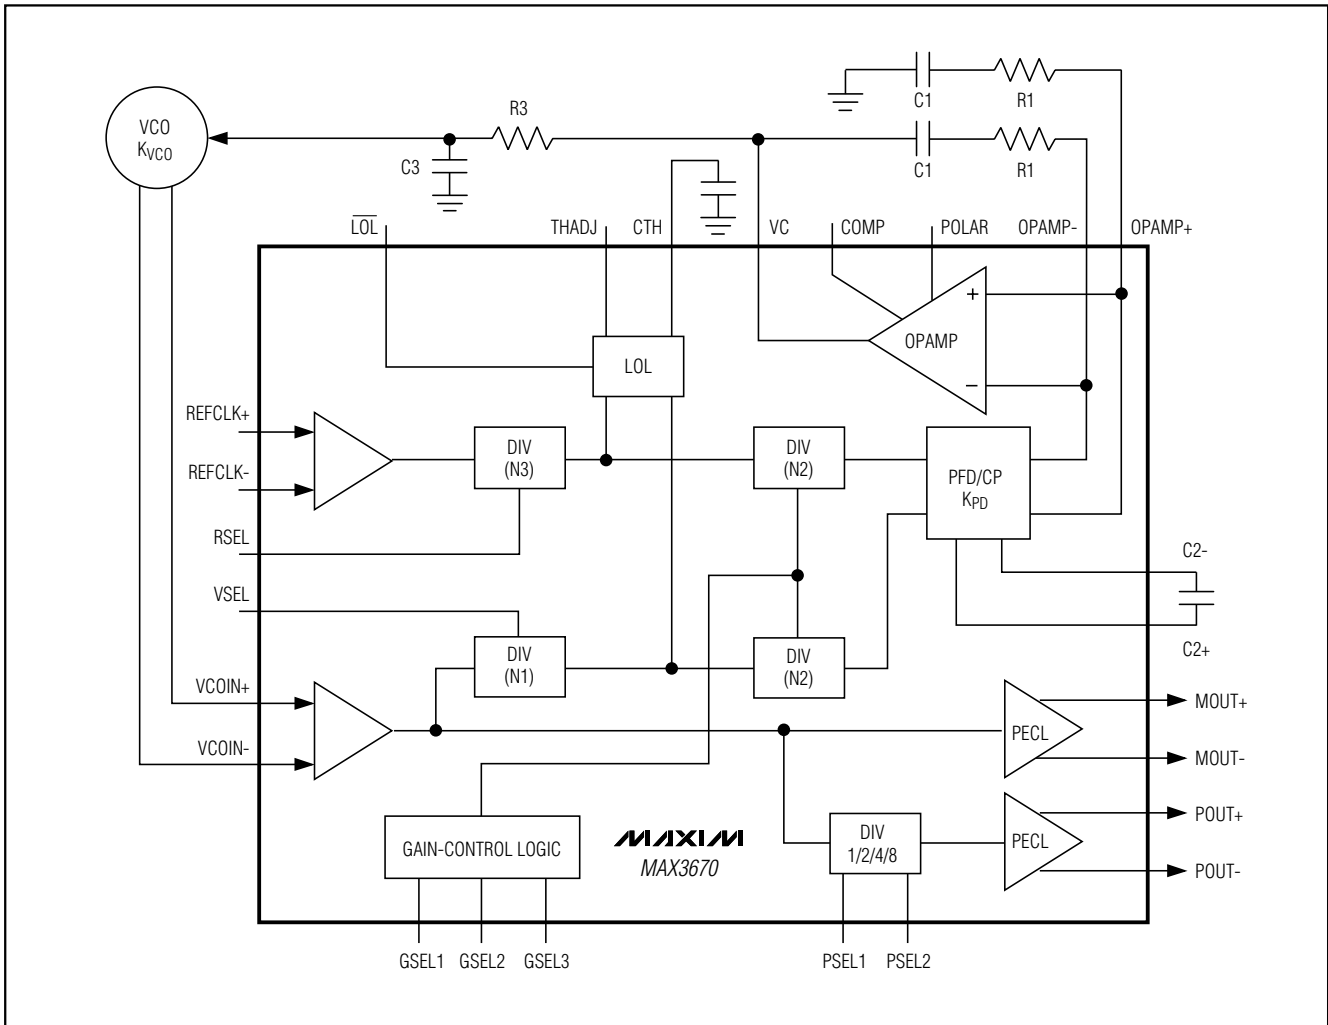 C1
R1
R3
VCO
KVCO
C3
C1
R1
LOL
THADJ
CTH
VC
COMP
POLAR
OPAMP-
OPAMP+
+
OPAMP
−
LOL
REFCLK+
REFCLK-
DIV
(N3)
DIV
(N2)
PFD/CP
KPD
RSEL
C2-
VSEL
DIV
(N1)
DIV
(N2)
C2+
VCOIN+
VCOIN-
PECL
MOUT+
MOUT-
GAIN-CONTROL LOGIC
MAXIM
MAX3670
DIV
1/2/4/8
PECL
POUT+
POUT-
GSEL1
GSEL2
GSEL3
PSEL1
PSEL2